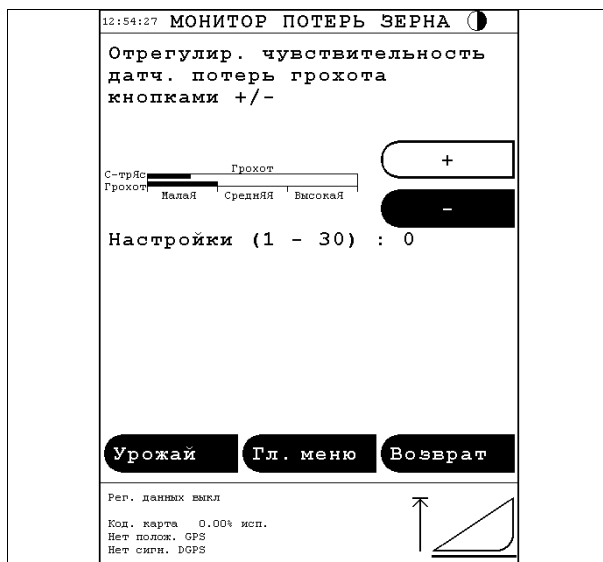 12:54:27 МОНИТОР ПОТЕРЬ ЗЕРНА
Отрегулир. чувствительность
датч. потерь грохота
кнопками +/-
+
Грохот
С-трЯс
Грохот
МалаЯ СреднЯЯ ВысокаЯ
-
Настройки (1 - 30) : 0
Урожай Гл. меню Возврат
Рег. данных выкл
Код. карта 0.00% исп.
Нет полож. GPS
Нет сигн. DGPS